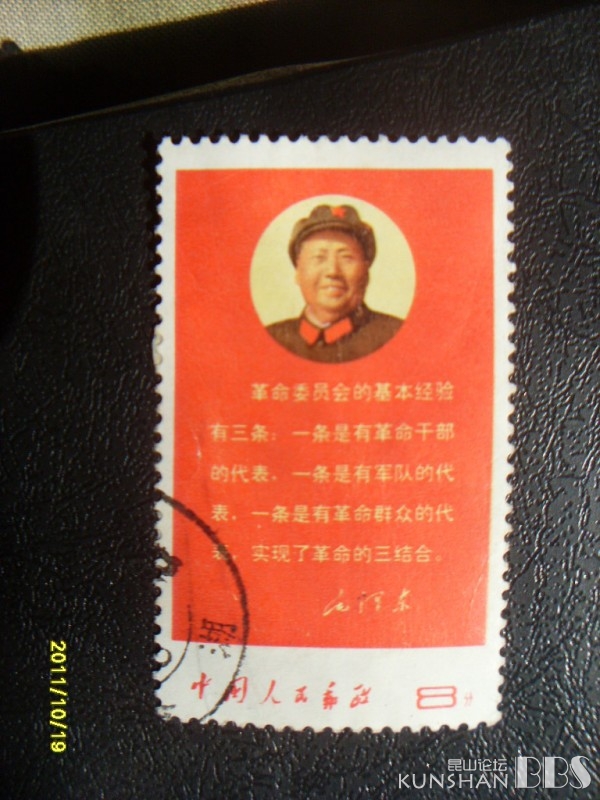 革命委员会的基本经验
有三条：一条是有革命干部
的代表，一条是有军队的代
表，一条是有革命群众的代
表，实现了革命的三结合。
毛泽东
湖
中国人民邮政 8分
2011/10/19
昆山论坛
KUNSHAN BBS